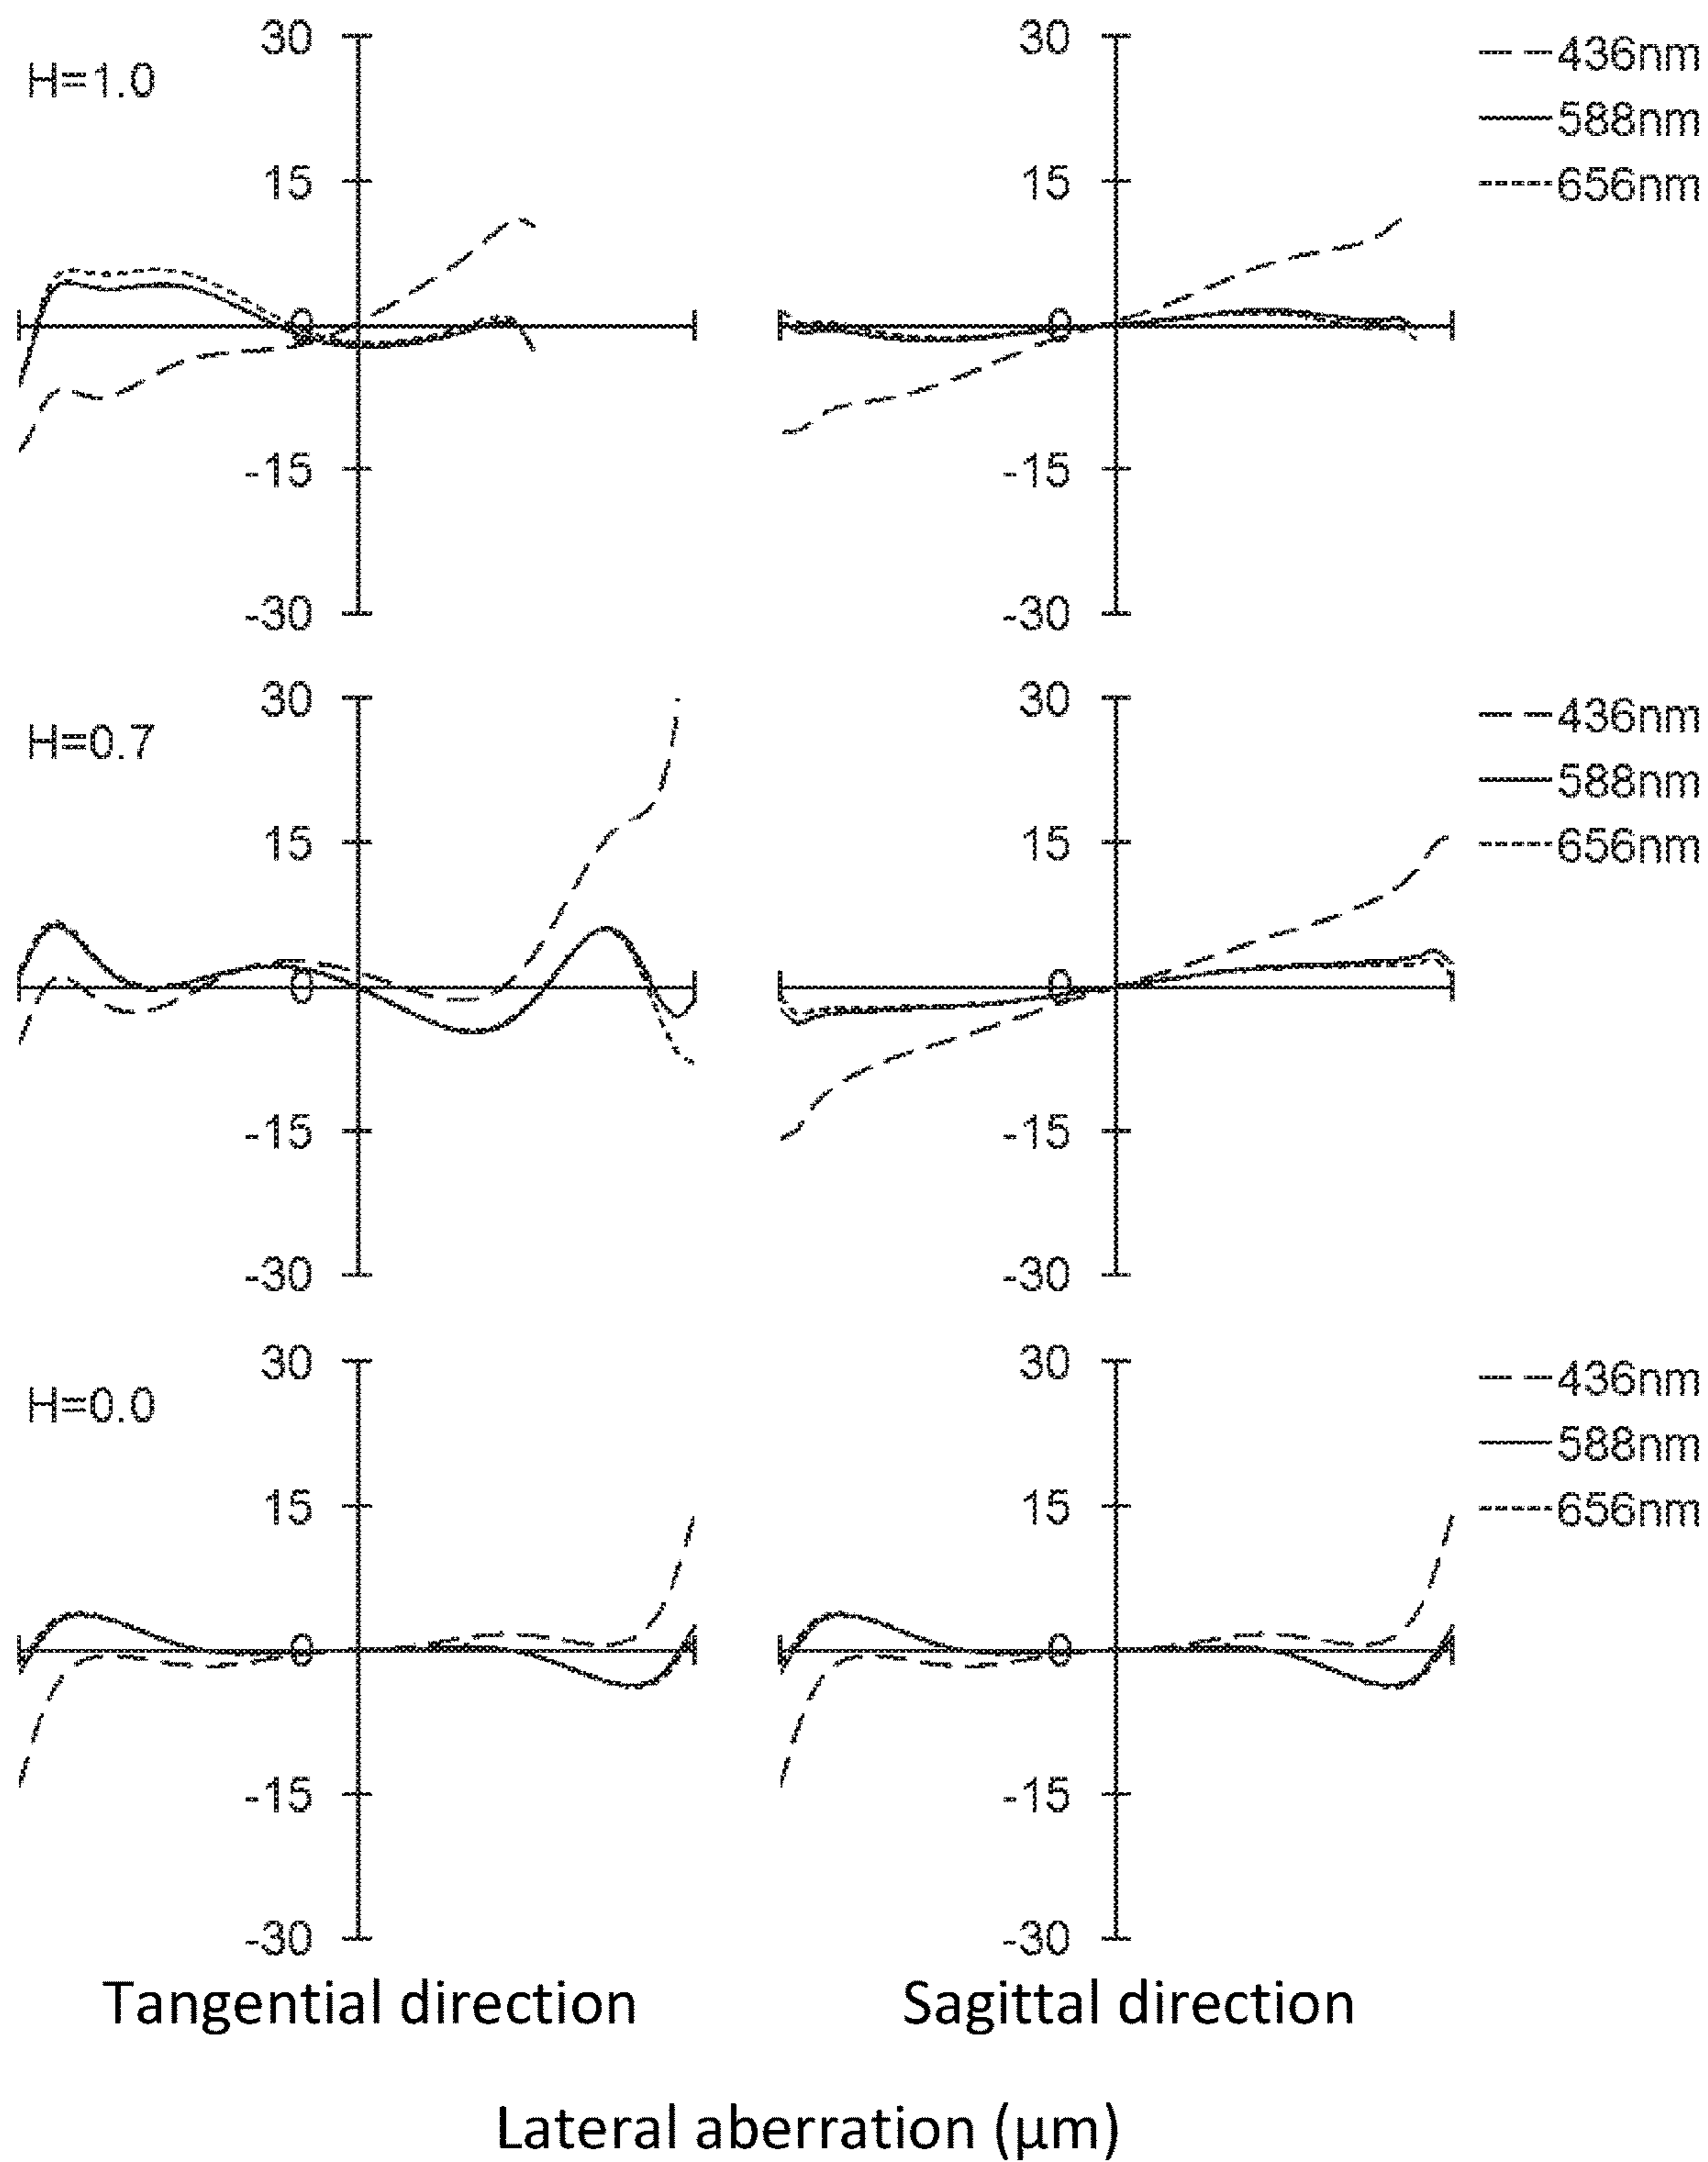 H=1.0
30
15
0
-15
-30
30
15
0
-15
-30
436nm
588nm
656nm
H=0.7
30
15
0
-15
-30
30
15
0
-15
-30
436nm
588nm
656nm
H=0.0
30
15
0
-15
-30
30
15
0
-15
-30
436nm
588nm
656nm
Tangential direction
Sagittal direction
Lateral aberration (μm)